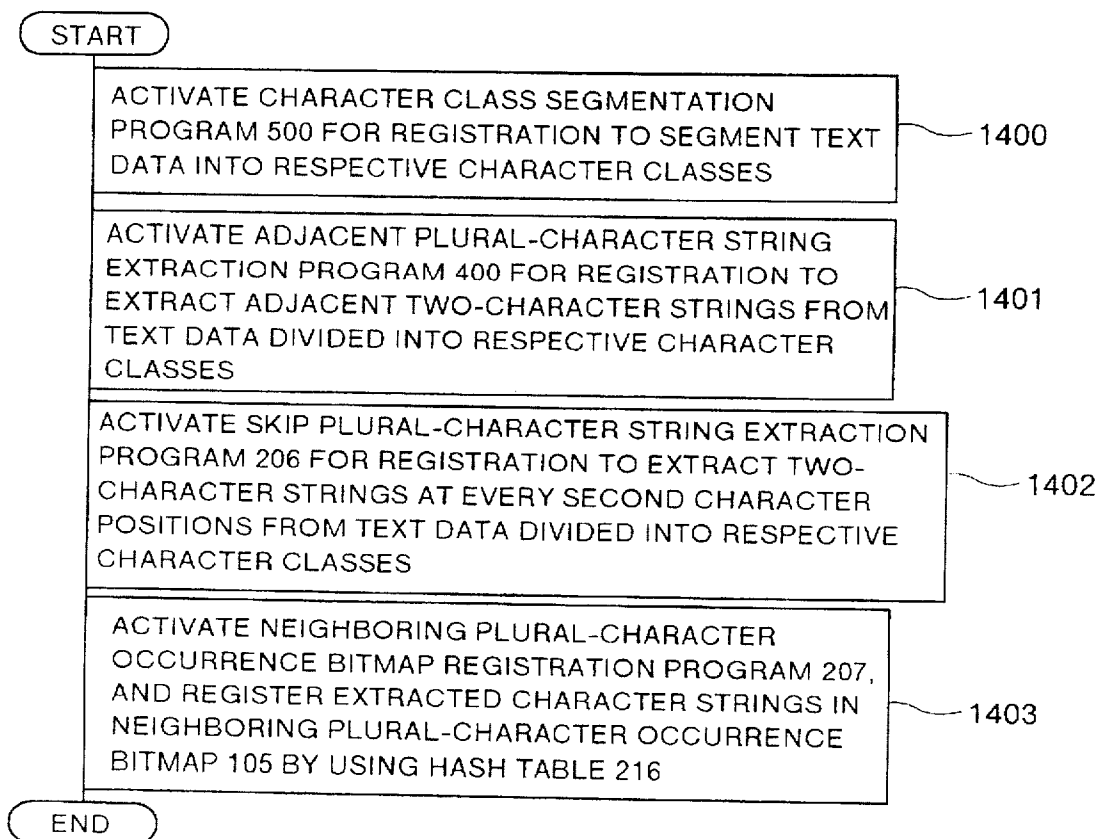 START
ACTIVATE CHARACTER CLASS SEGMENTATION
PROGRAM 500 FOR REGISTRATION TO SEGMENT TEXT
DATA INTO RESPECTIVE CHARACTER CLASSES
1400
ACTIVATE ADJACENT PLURAL-CHARACTER STRING
EXTRACTION PROGRAM 400 FOR REGISTRATION TO
EXTRACT ADJACENT TWO-CHARACTER STRINGS FROM
TEXT DATA DIVIDED INTO RESPECTIVE CHARACTER
CLASSES
1401
ACTIVATE SKIP PLURAL-CHARACTER STRING EXTRACTION
PROGRAM 206 FOR REGISTRATION TO EXTRACT TWO-
CHARACTER STRINGS AT EVERY SECOND CHARACTER
POSITIONS FROM TEXT DATA DIVIDED INTO RESPECTIVE
CHARACTER CLASSES
1402
ACTIVATE NEIGHBORING PLURAL-CHARACTER
OCCURRENCE BITMAP REGISTRATION PROGRAM 207,
AND REGISTER EXTRACTED CHARACTER STRINGS IN
NEIGHBORING PLURAL-CHARACTER OCCURRENCE
BITMAP 105 BY USING HASH TABLE 216
1403
END